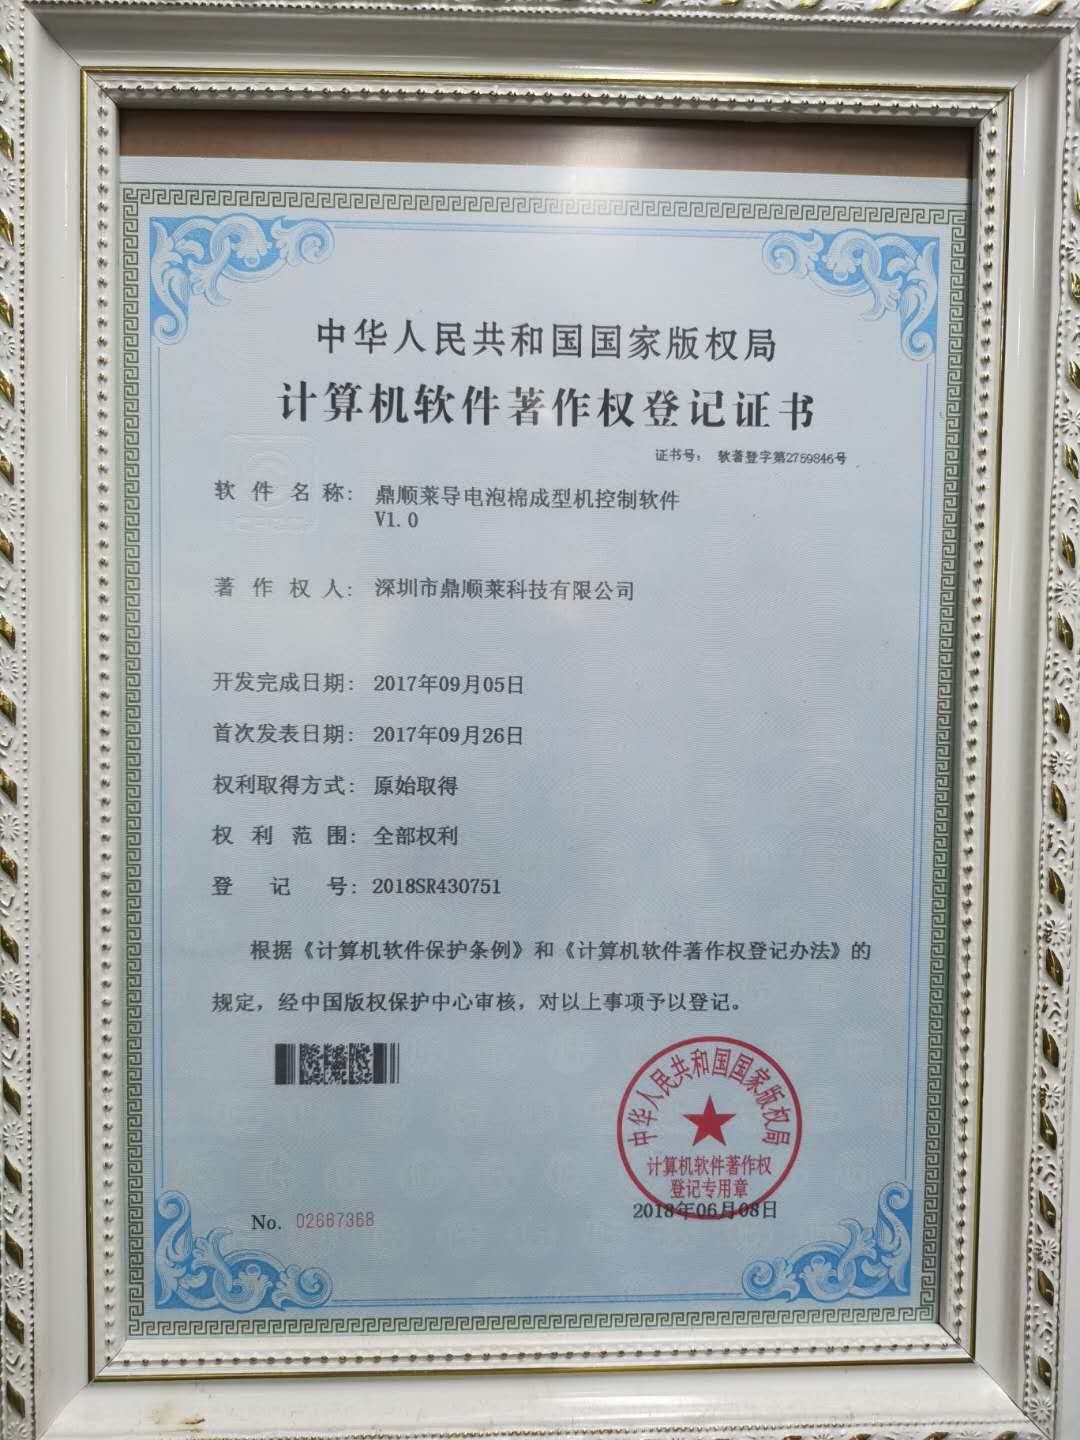 中华人民共和国国家版权局
计算机软件著作权登记证书
证书号： 软著登字第2759846号
软件名称： 鼎顺莱导电泡棉成型机控制软件
V1.0
著作权人： 深圳市鼎顺莱科技有限公司
开发完成日期： 2017年09月05日
首次发表日期： 2017年09月26日
权利取得方式： 原始取得
权利范围： 全部权利
登记号： 2018SR430751
根据《计算机软件保护条例》和《计算机软件著作权登记办法》的
规定，经中国版权保护中心审核，对以上事项予以登记。
中华人民共和国国家版权局
计算机软件著作权
登记专用章
2018年06月08日
No. 02667368